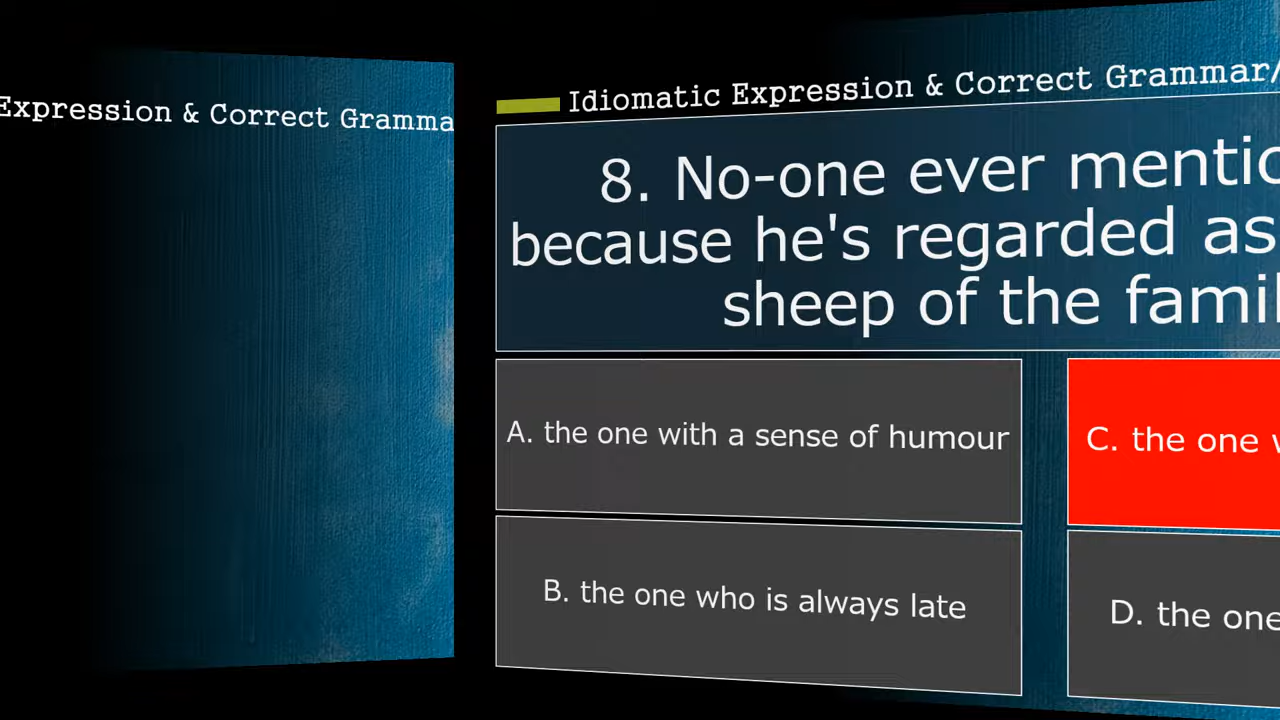 Expression & Correct Gramma
Idiomatic Expression & Correct Grammar/
8. No-one ever mentio
because he's regarded as
sheep of the famil
A. the one with a sense of humour
C. the one
B. the one who is always late
D. the one